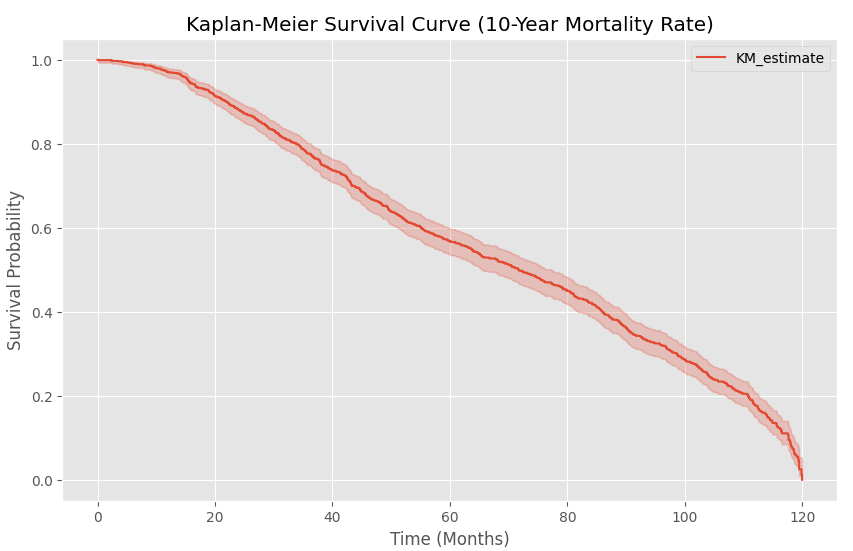 Kaplan-Meier Survival Curve (10-Year Mortality Rate)
KM_estimate
Survival Probability
1.0
0.8
0.6
0.4
0.2
0.0
0 20 40 60 80 100 120
Time (Months)